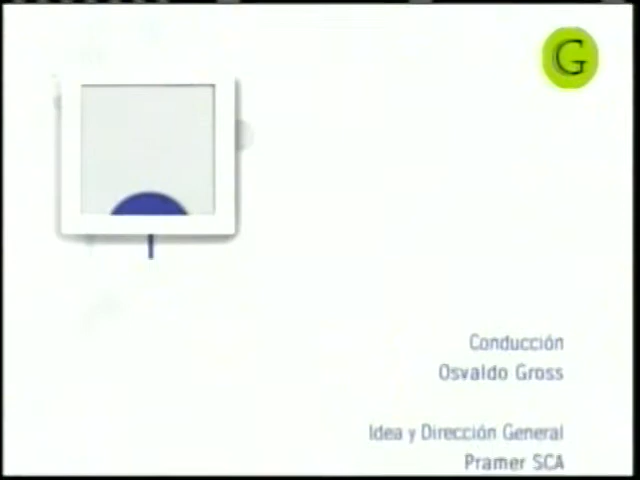 G
Conducción
Osvaldo Gross
Idea y Dirección General
Pramer SCA